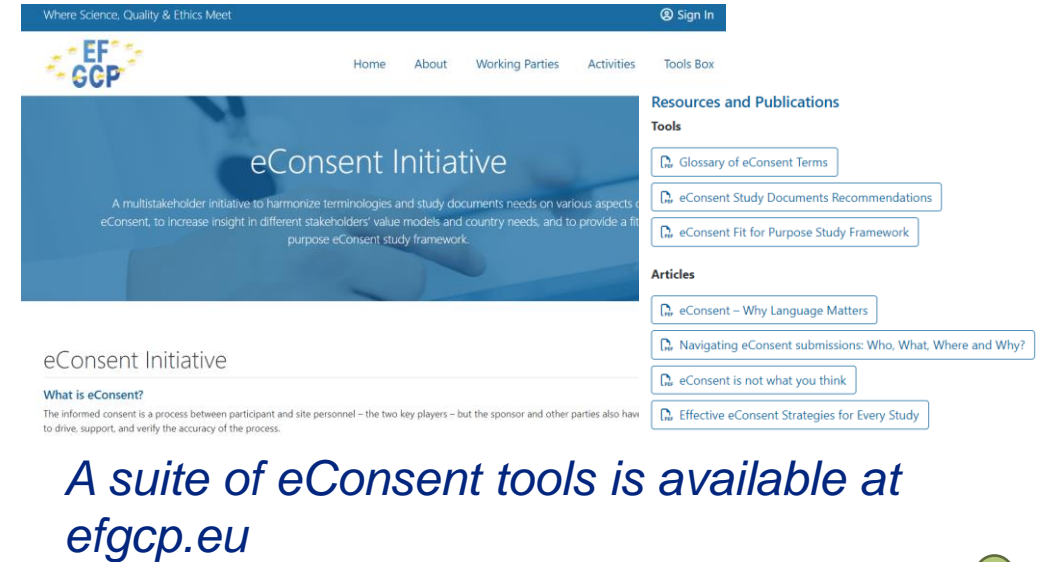 Where Science, Quality & Ethics Meet
Sign In
EF
GCP
Home About Working Parties Activities Tools Box
eConsent Initiative
A multistakeholder initiative to harmonize terminologies and study documents needs on various aspects
eConsent, to increase insight in different stakeholders' value models and country needs, and to provide a fit
purpose eConsent study framework.
Resources and Publications
Tools
Glossary of eConsent Terms
eConsent Study Documents Recommendations
eConsent Fit for Purpose Study Framework
Articles
eConsent – Why Language Matters
Navigating eConsent submissions: Who, What, Where and Why?
eConsent is not what you think
Effective eConsent Strategies for Every Study
eConsent Initiative
What is eConsent?
The informed consent is a process between participant and site personnel – the two key players – but the sponsor and other parties also have
to drive, support, and verify the accuracy of the process.
A suite of eConsent tools is available at
efgcp.eu